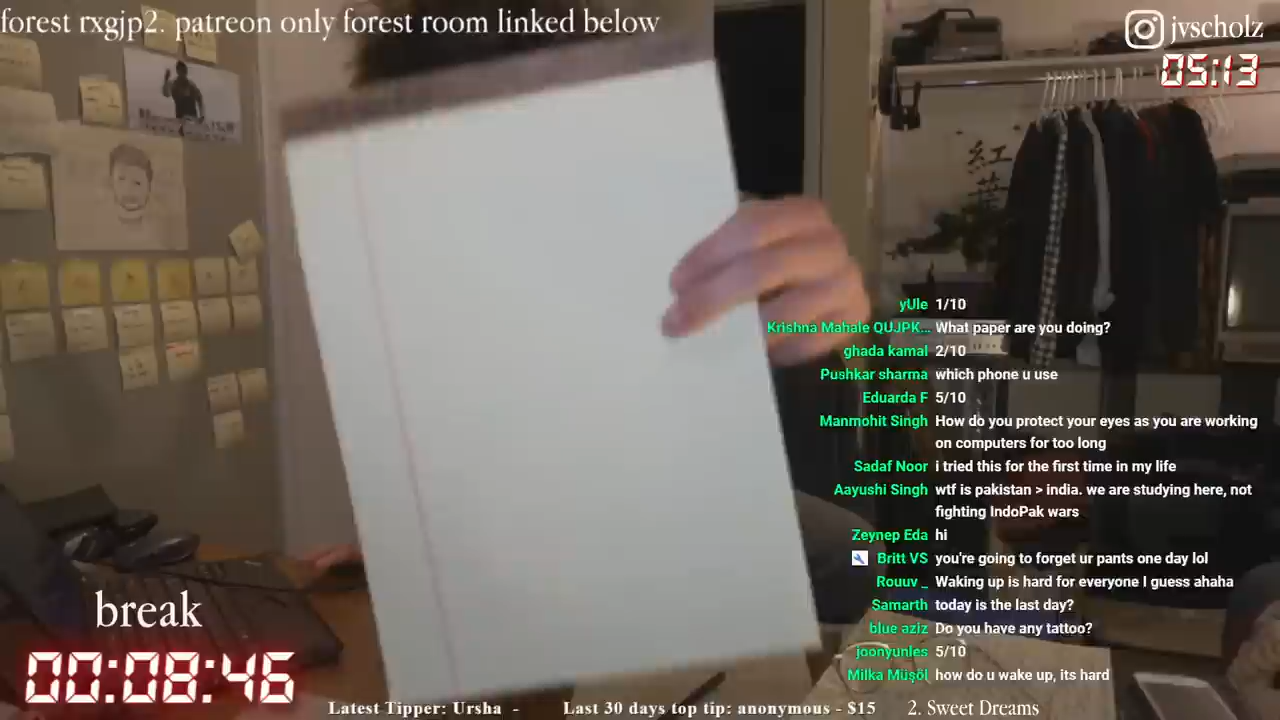 forest rxgjp2. patreon only forest room linked below
jvscholz
05:13
紅
葉
yUle 1/10
Krishna Mahale QUJPK... What paper are you doing?
ghada kamal 2/10
Pushkar sharma which phone u use
Eduarda F 5/10
Manmohit Singh How do you protect your eyes as you are working
on computers for too long
Sadaf Noor i tried this for the first time in my life
Aayushi Singh wtf is pakistan > india. we are studying here, not
fighting IndoPak wars
Zeynep Eda hi
Britt VS you're going to forget ur pants one day lol
Rouuv _ Waking up is hard for everyone I guess ahaha
Samarth today is the last day?
blue aziz Do you have any tattoo?
joonyunles 5/10
Milka Müşöl how do u wake up, its hard
break
00:08:46
Latest Tipper: Ursha - Last 30 days top tip: anonymous - $15 2. Sweet Dreams